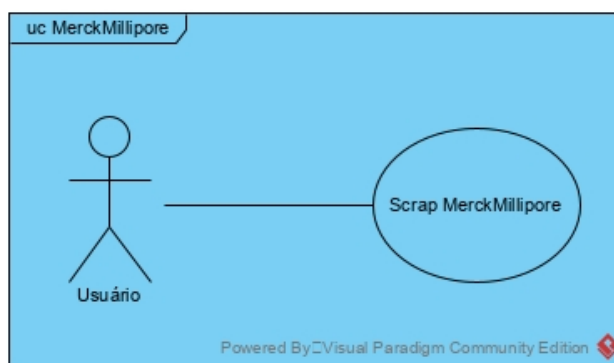 uc MerckMillipore
Scrap MerckMillipore
Usuário
Powered By Visual Paradigm Community Edition